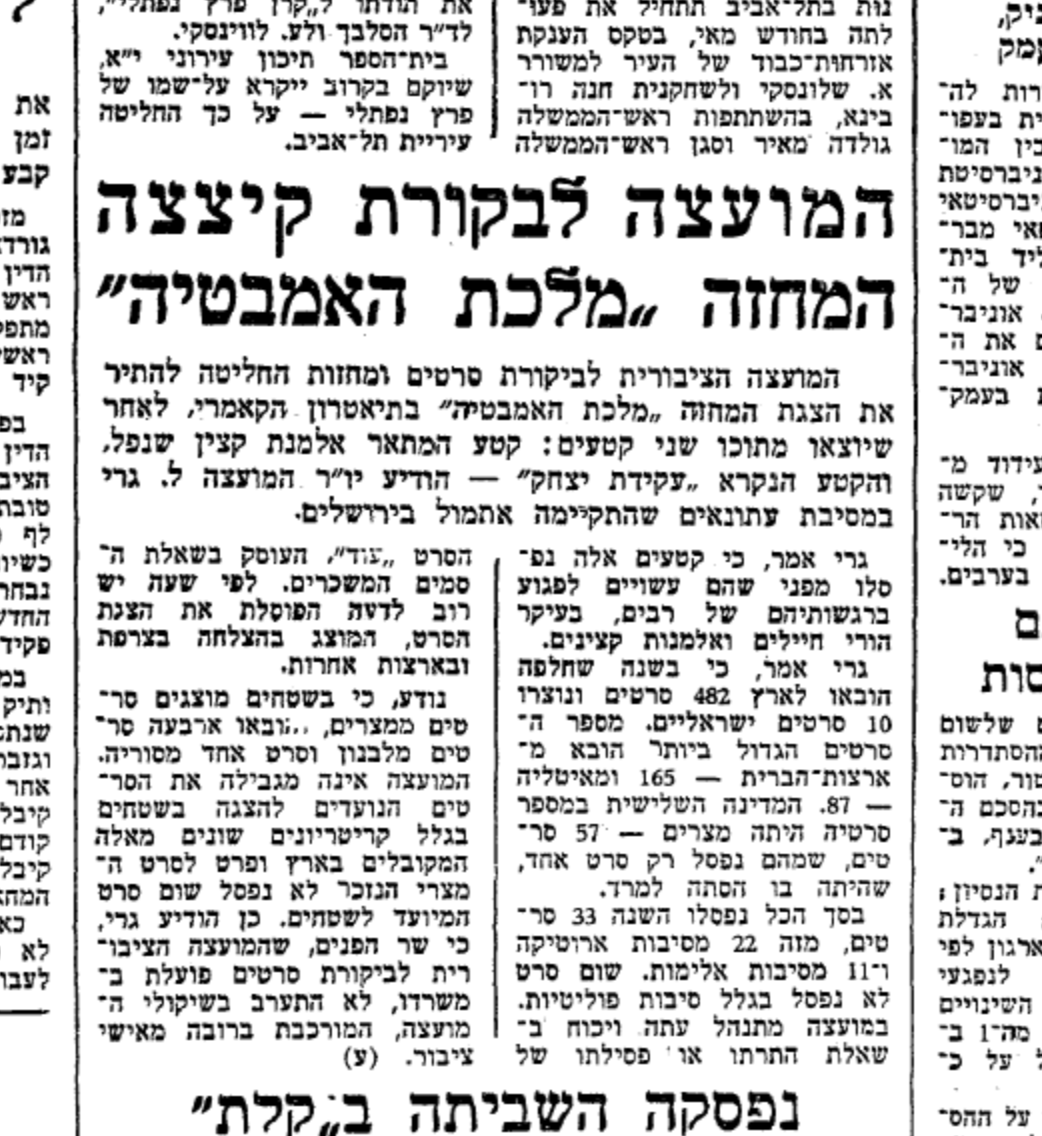 נות בתל־אביב תתחיל את פעו־
לתה בחודש מאי, בטקס הענקת
אזרחות־כבוד של העיר למשורר
א. שלונסקי ולשחקנית חנה רו־
בינא, בהשתתפות ראש־הממשלה
גולדה מאיר וסגן ראש־הממשלה
את תודתו ל„קרן פרץ נפתלי",
לד"ר הסלבך ולע. לווינסקי.
בית־הספר תיכון עירוני י"א,
שיוקם בקרוב ייקרא על־שמו של
פרץ נפתלי — על כך החליטה
עיריית תל־אביב.
המועצה לבקורת קיצצה
המחזה „מלכת האמבטיה"
המועצה הציבורית לביקורת סרטים ומחזות החליטה להתיר
את הצגת המחזה „מלכת האמבטיה" בתיאטרון הקאמרי, לאחר
שיוצאו מתוכו שני קטעים: קטע המתאר אלמנת קצין שנפל,
והקטע הנקרא „עקידת יצחק" — הודיע יו"ר המועצה ל. גרי
במסיבת עתונאים שהתקיימה אתמול בירושלים.
גרי אמר, כי קטעים אלה נפ־
סלו מפני שהם עשויים לפגוע
ברגשותיהם של רבים, בעיקר
הורי חיילים ואלמנות קצינים.
גרי אמר, כי בשנה שחלפה
הובאו לארץ 482 סרטים ונוצרו
10 סרטים ישראליים. מספר ה־
סרטים הגדול ביותר הובא מ־
ארצות־הברית — 165 ומאיטליה
— 87. המדינה השלישית במספר
סרטיה היתה מצרים — 57 סר־
טים, שמהם נפסל רק סרט אחד,
שהיתה בו הסתה למרד.
בסך הכל נפסלו השנה 33 סר־
טים, מזה 22 מסיבות ארוטיקה
ו־11 מסיבות אלימות. שום סרט
לא נפסל בגלל סיבות פוליטיות.
במועצה מתנהל עתה ויכוח ב־
שאלת התרתו או פסילתו של
הסרט „עוד", העוסק בשאלת ה־
סמים המשכרים. לפי שעה יש
רוב לדעה הפוסלת את הצגת
הסרט, המוצג בהצלחה בצרפת
ובארצות אחרות.
נודע, כי בשטחים מוצגים סר־
טים ממצרים, הובאו ארבעה סר־
טים מלבנון וסרט אחד מסוריה.
המועצה אינה מגבילה את הסר־
טים הנועדים להצגה בשטחים
בגלל קריטריונים שונים מאלה
המקובלים בארץ ופרט לסרט ה־
מצרי הנזכר לא נפסל שום סרט
המיועד לשטחים. כן הודיע גרי,
כי שר הפנים, שהמועצה הציבו־
רית לביקורת סרטים פועלת ב־
משרדו, לא התערב בשיקולי ה־
מועצה, המורכבת ברובה מאישי
ציבור. (ע)
נפסקה השביתה ב„קלת"